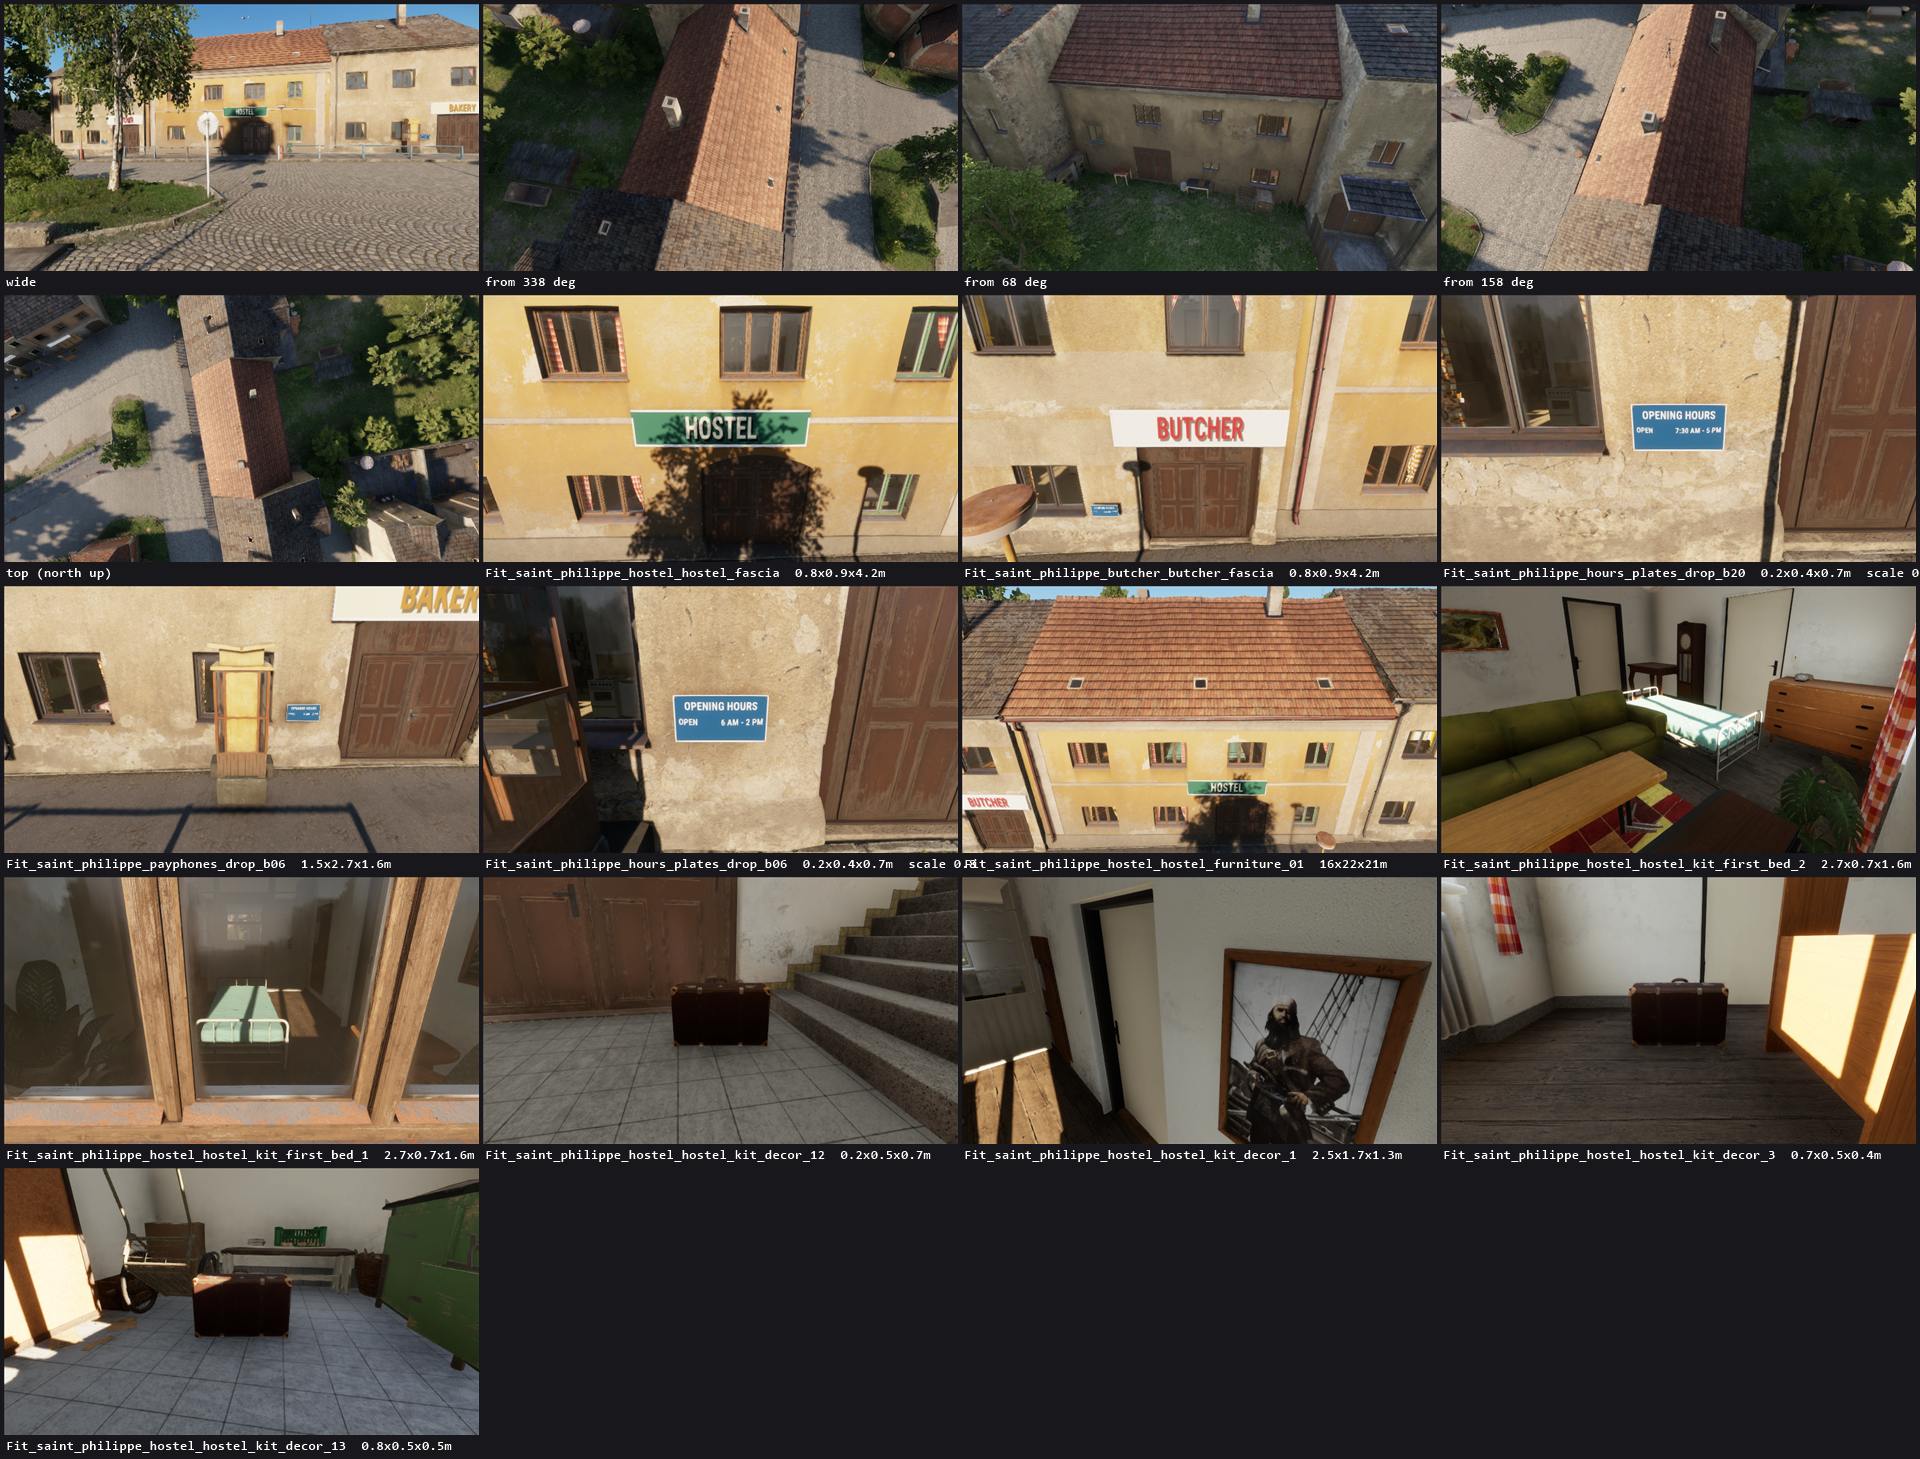 HOSTEL
BAKERY
wide
from 338 deg
from 68 deg
from 158 deg
HOSTEL
BUTCHER
OPENING HOURS
OPEN 7:30 AM - 5 PM
top (north up)
Fit_saint_philippe_hostel_hostel_fascia 0.8x0.9x4.2m
Fit_saint_philippe_butcher_butcher_fascia 0.8x0.9x4.2m
Fit_saint_philippe_hours_plates_drop_b20 0.2x0.4x0.7m scale 0
BAKER
OPENING HOURS
OPENING HOURS
OPEN 6 AM - 2 PM
HOSTEL
BUTCHER
Fit_saint_philippe_payphones_drop_b06 1.5x2.7x1.6m
Fit_saint_philippe_hours_plates_drop_b06 0.2x0.4x0.7m scale 0.
Fit_saint_philippe_hostel_hostel_furniture_01 16x22x21m
Fit_saint_philippe_hostel_hostel_kit_first_bed_2 2.7x0.7x1.6m
Fit_saint_philippe_hostel_hostel_kit_first_bed_1 2.7x0.7x1.6m
Fit_saint_philippe_hostel_hostel_kit_decor_12 0.2x0.5x0.7m
Fit_saint_philippe_hostel_hostel_kit_decor_1 2.5x1.7x1.3m
Fit_saint_philippe_hostel_hostel_kit_decor_3 0.7x0.5x0.4m
Fit_saint_philippe_hostel_hostel_kit_decor_13 0.8x0.5x0.5m